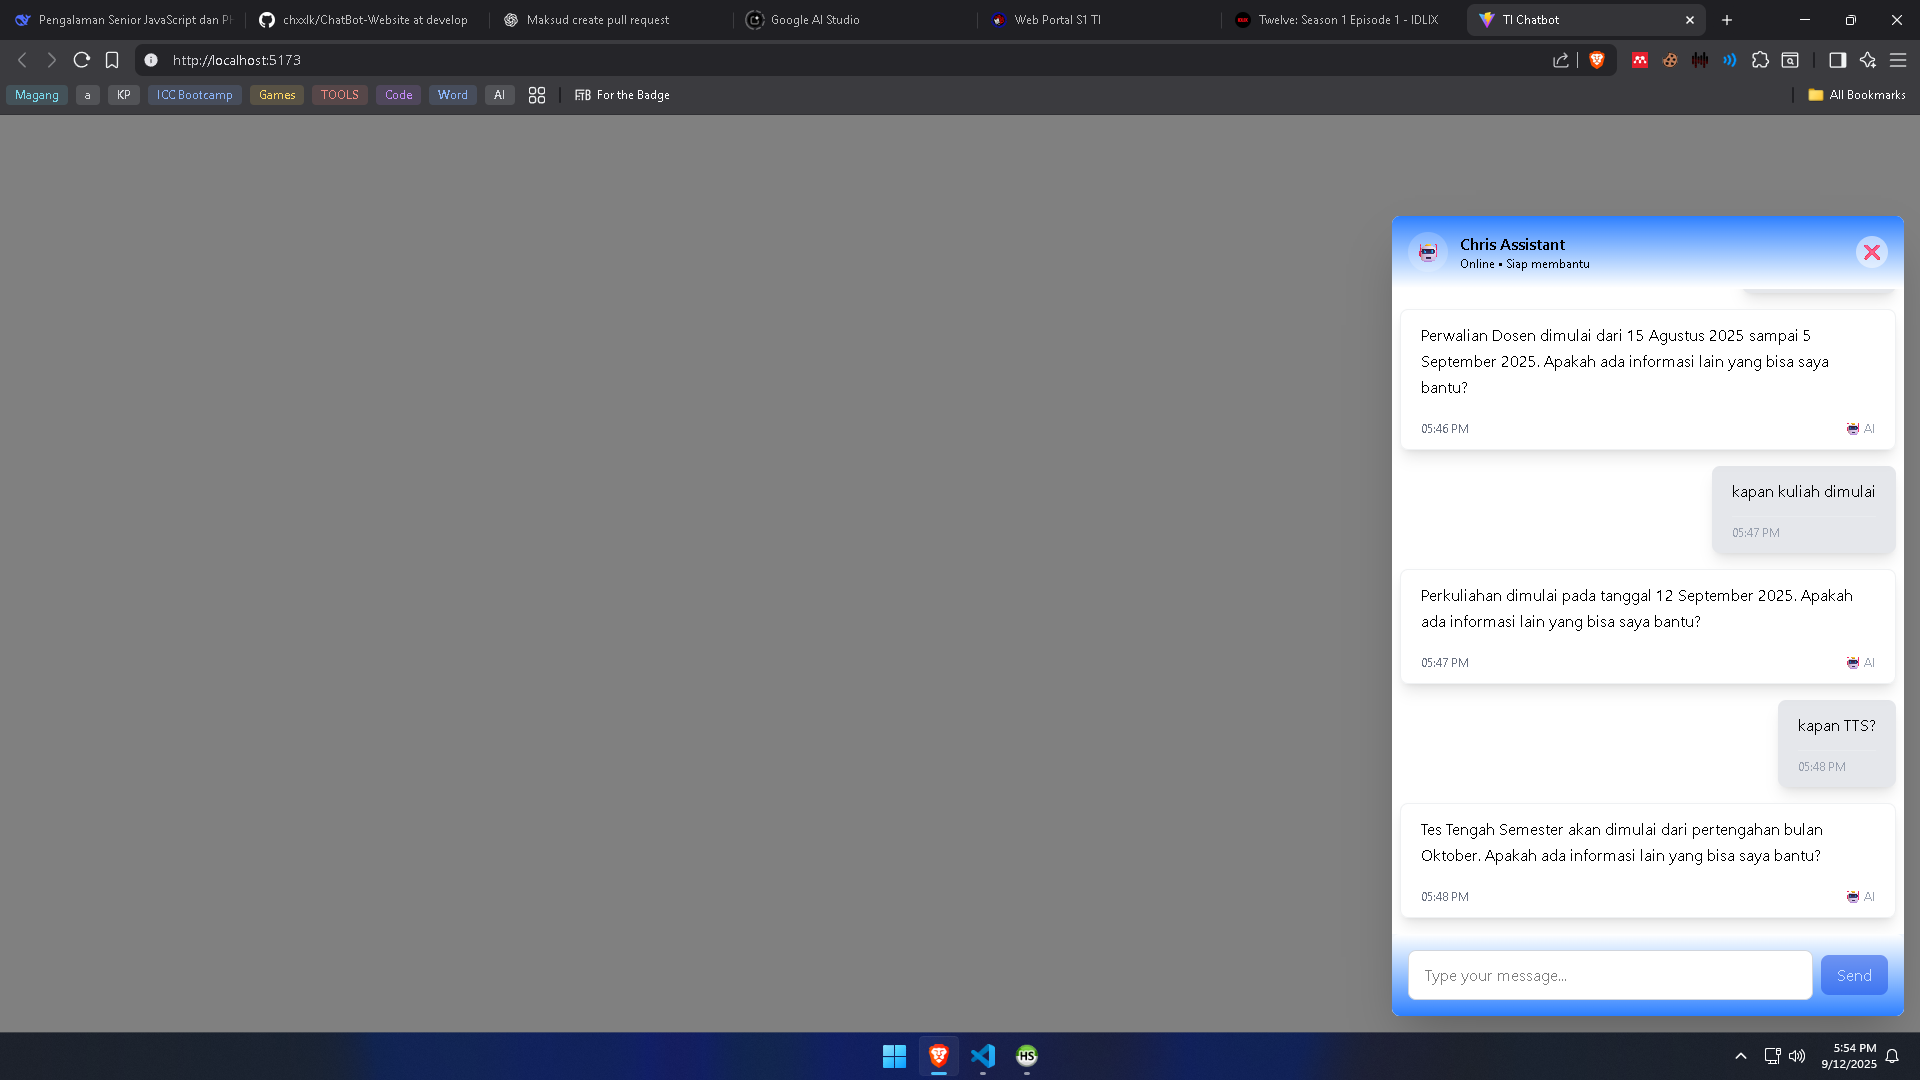 Pengalaman Senior JavaScript dan PH
chxxlk/ChatBot-Website at develop
Maksud create pull request
Google AI Studio
Web Portal S1 TI
Twelve: Season 1 Episode 1 - IDLIX
TI Chatbot
http://localhost:5173
Magang
a
KP
ICC Bootcamp
Games
TOOLS
Code
Word
AI
FTB For the Badge
All Bookmarks
Chris Assistant
Online • Siap membantu
Perwalian Dosen dimulai dari 15 Agustus 2025 sampai 5
September 2025. Apakah ada informasi lain yang bisa saya
bantu?
05:46 PM
AI
kapan kuliah dimulai
05:47 PM
Perkuliahan dimulai pada tanggal 12 September 2025. Apakah
ada informasi lain yang bisa saya bantu?
05:47 PM
AI
kapan TTS?
05:48 PM
Tes Tengah Semester akan dimulai dari pertengahan bulan
Oktober. Apakah ada informasi lain yang bisa saya bantu?
05:48 PM
AI
Type your message...
Send
HS
5:54 PM
9/12/2025